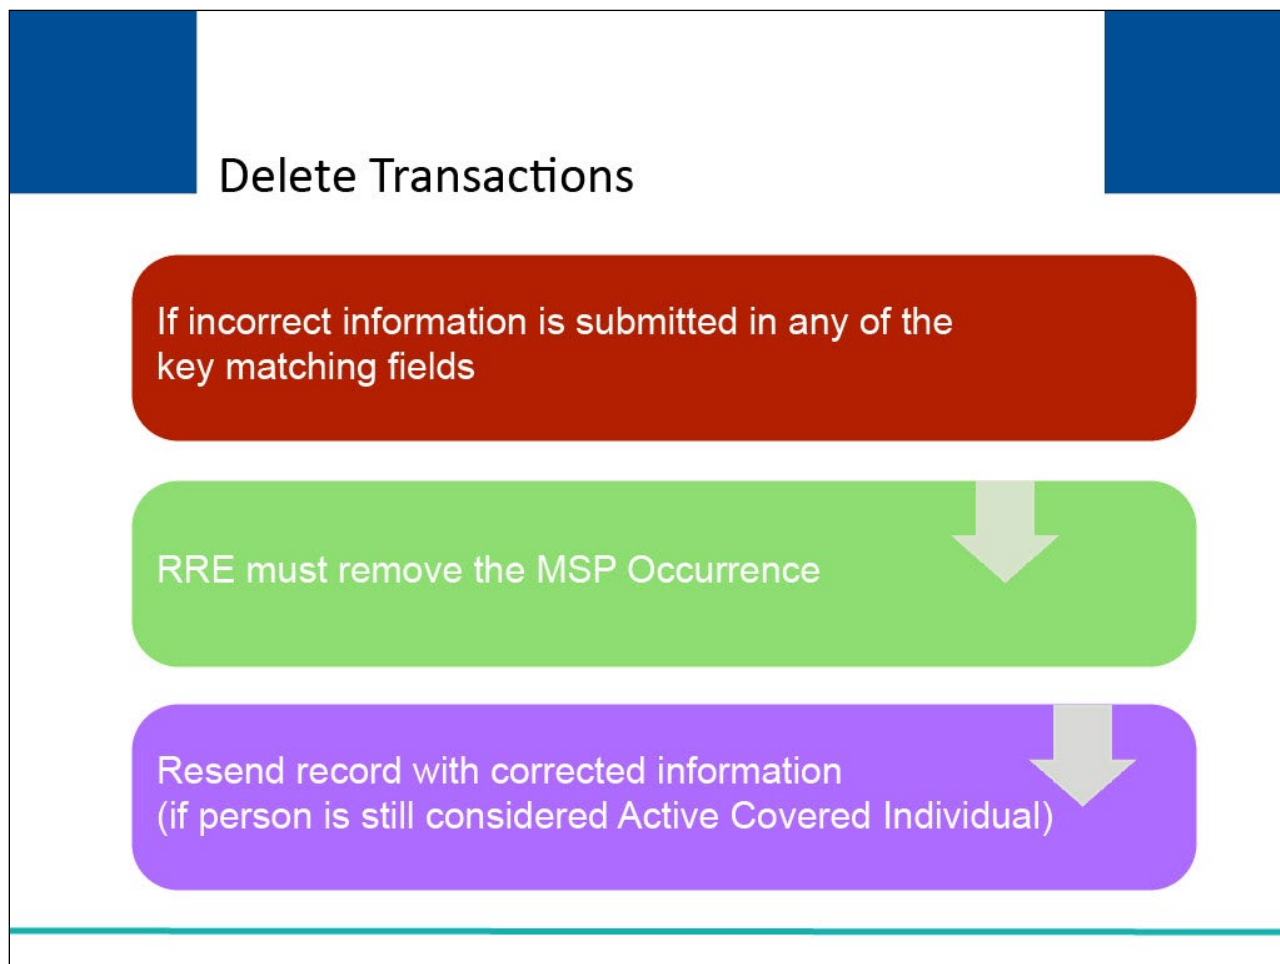 Delete Transactions
If incorrect information is submitted in any of the
key matching fields
RRE must remove the MSP Occurrence
Resend record with corrected information
(if person is still considered Active Covered Individual)